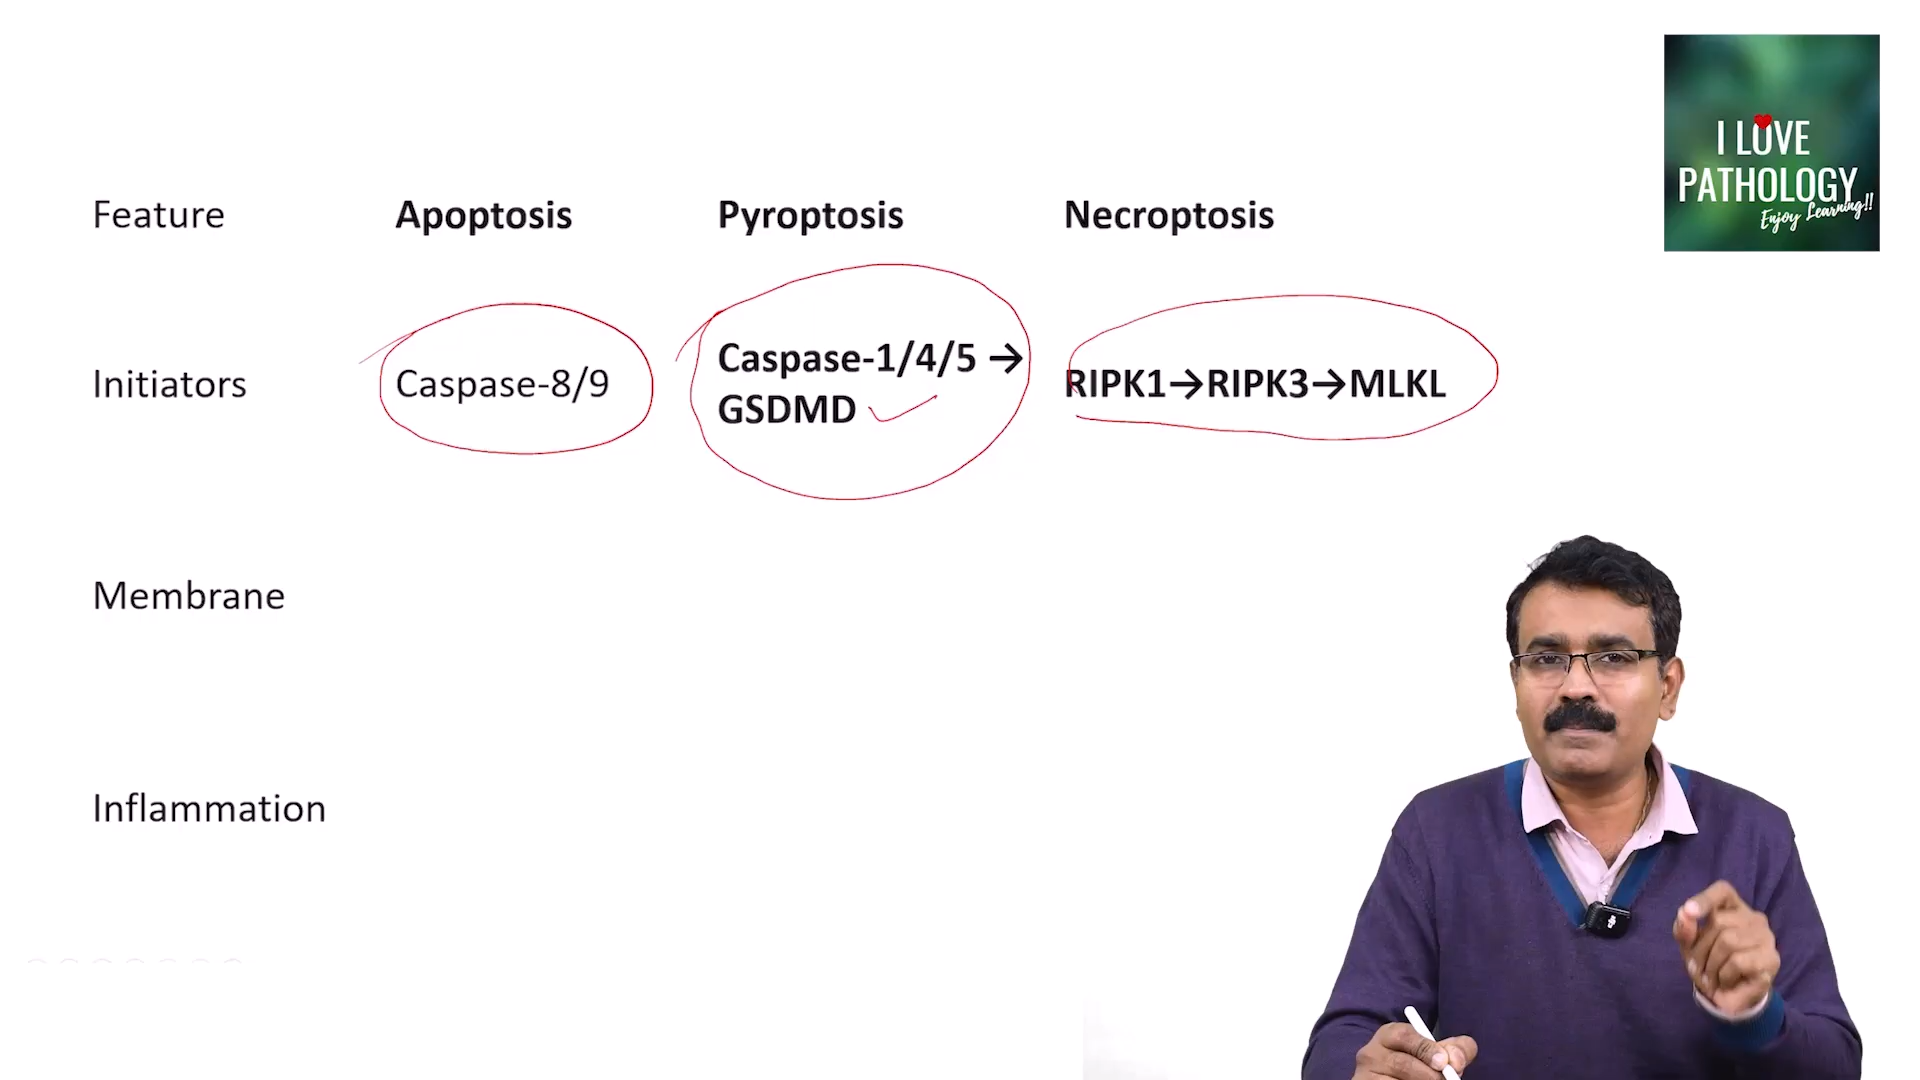 I LOVE
PATHOLOGY
Enjoy Learning!!
Feature Apoptosis Pyroptosis Necroptosis
Initiators Caspase-8/9 Caspase-1/4/5 → RIPK1→RIPK3→MLKL
GSDMD
Membrane
Inflammation